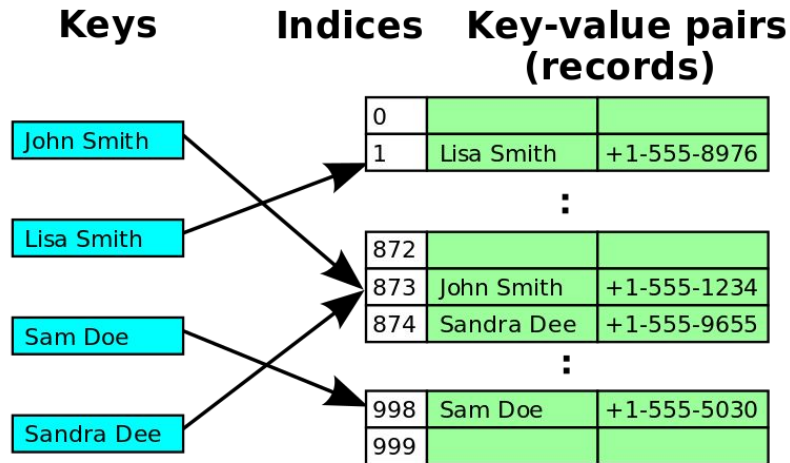 Keys
Indices
Key-value pairs
(records)
John Smith
Lisa Smith
Sam Doe
Sandra Dee
0
1 Lisa Smith +1-555-8976
:
872
873 John Smith +1-555-1234
874 Sandra Dee +1-555-9655
:
998 Sam Doe +1-555-5030
999